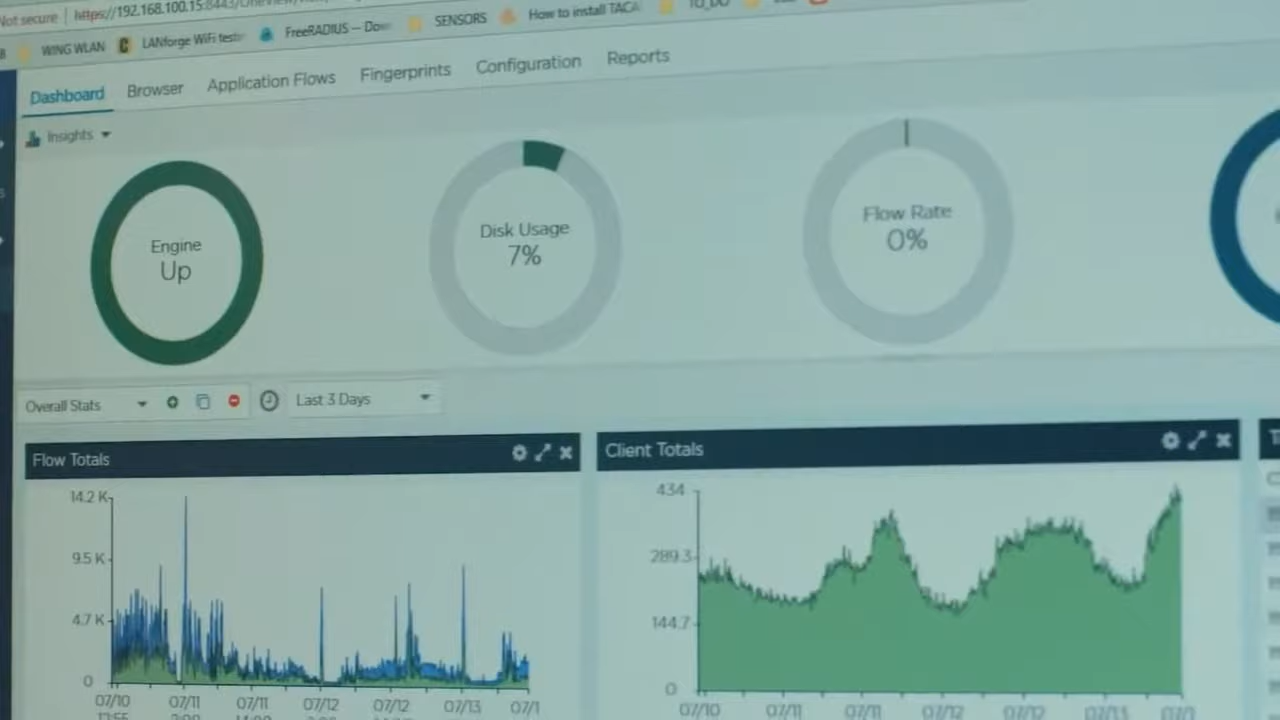 Not secure | https://192.168.100.15:8443/OneView/
WING WLAN LANforge WiFi test FreeRADIUS — Dow SENSORS How to install TACA TO_DO
Dashboard Browser Application Flows Fingerprints Configuration Reports
Insights
Engine
Up
Disk Usage
7%
Flow Rate
0%
Overall Stats Last 3 Days
Flow Totals
14.2 K
9.5 K
4.7 K
0
07/10 07/11 07/11 07/12 07/12 07/13 07/1
Client Totals
434
289.3
144.7
0
07/10 07/11 07/11 07/12 07/12 07/13 07/1